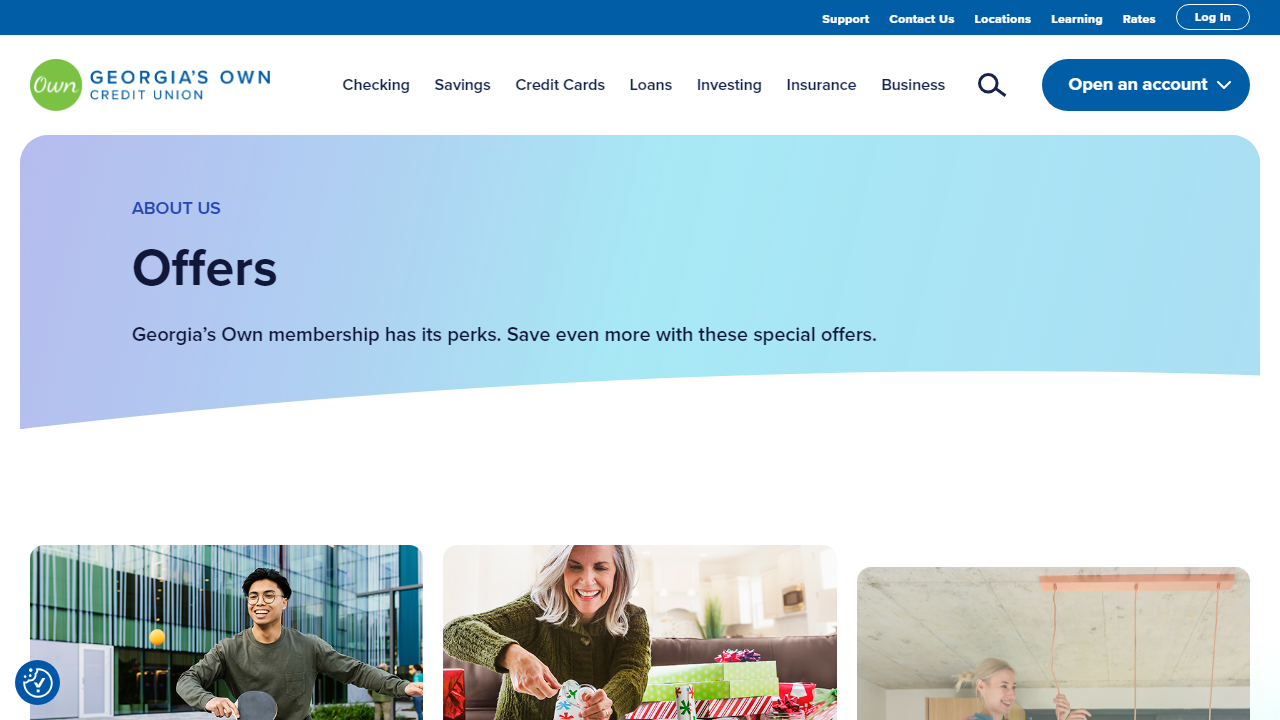 Support Contact Us Locations Learning Rates Log In
Own GEORGIA'S OWN
CREDIT UNION
Checking Savings Credit Cards Loans Investing Insurance Business Open an account
ABOUT US
Offers
Georgia’s Own membership has its perks. Save even more with these special offers.